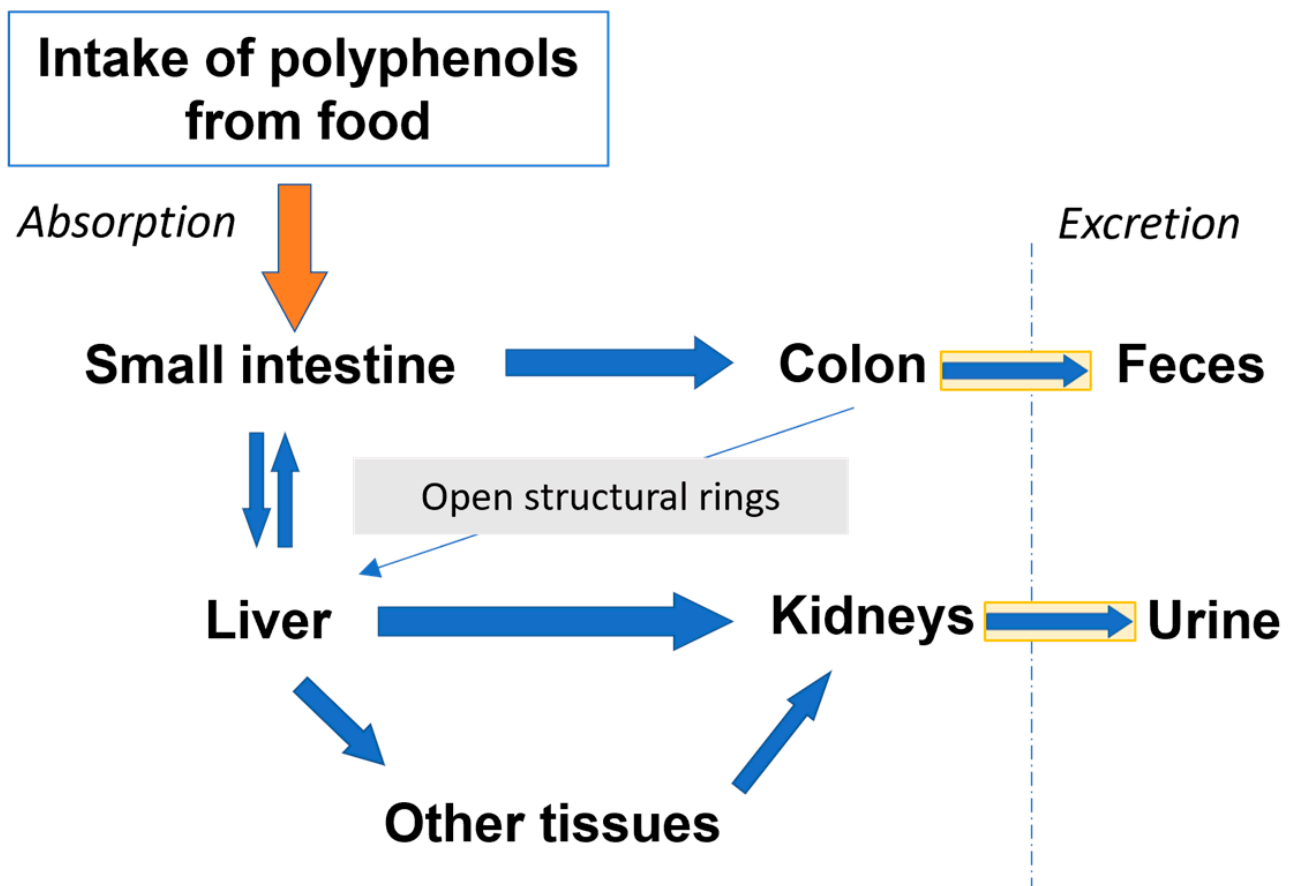 Intake of polyphenols
from food
Absorption
Excretion
Small intestine
Colon
Feces
Open structural rings
Liver
Kidneys
Urine
Other tissues